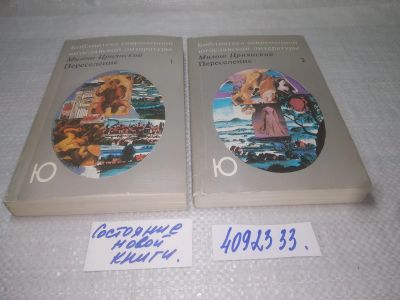 Библиотека современной
югославской литературы
Милош Црнянский
Переселение
1
Ю
Библиотека современной
югославской литературы
Милош Црнянский
Переселение
2
Ю
Состояние
новой
книги.
4092333.